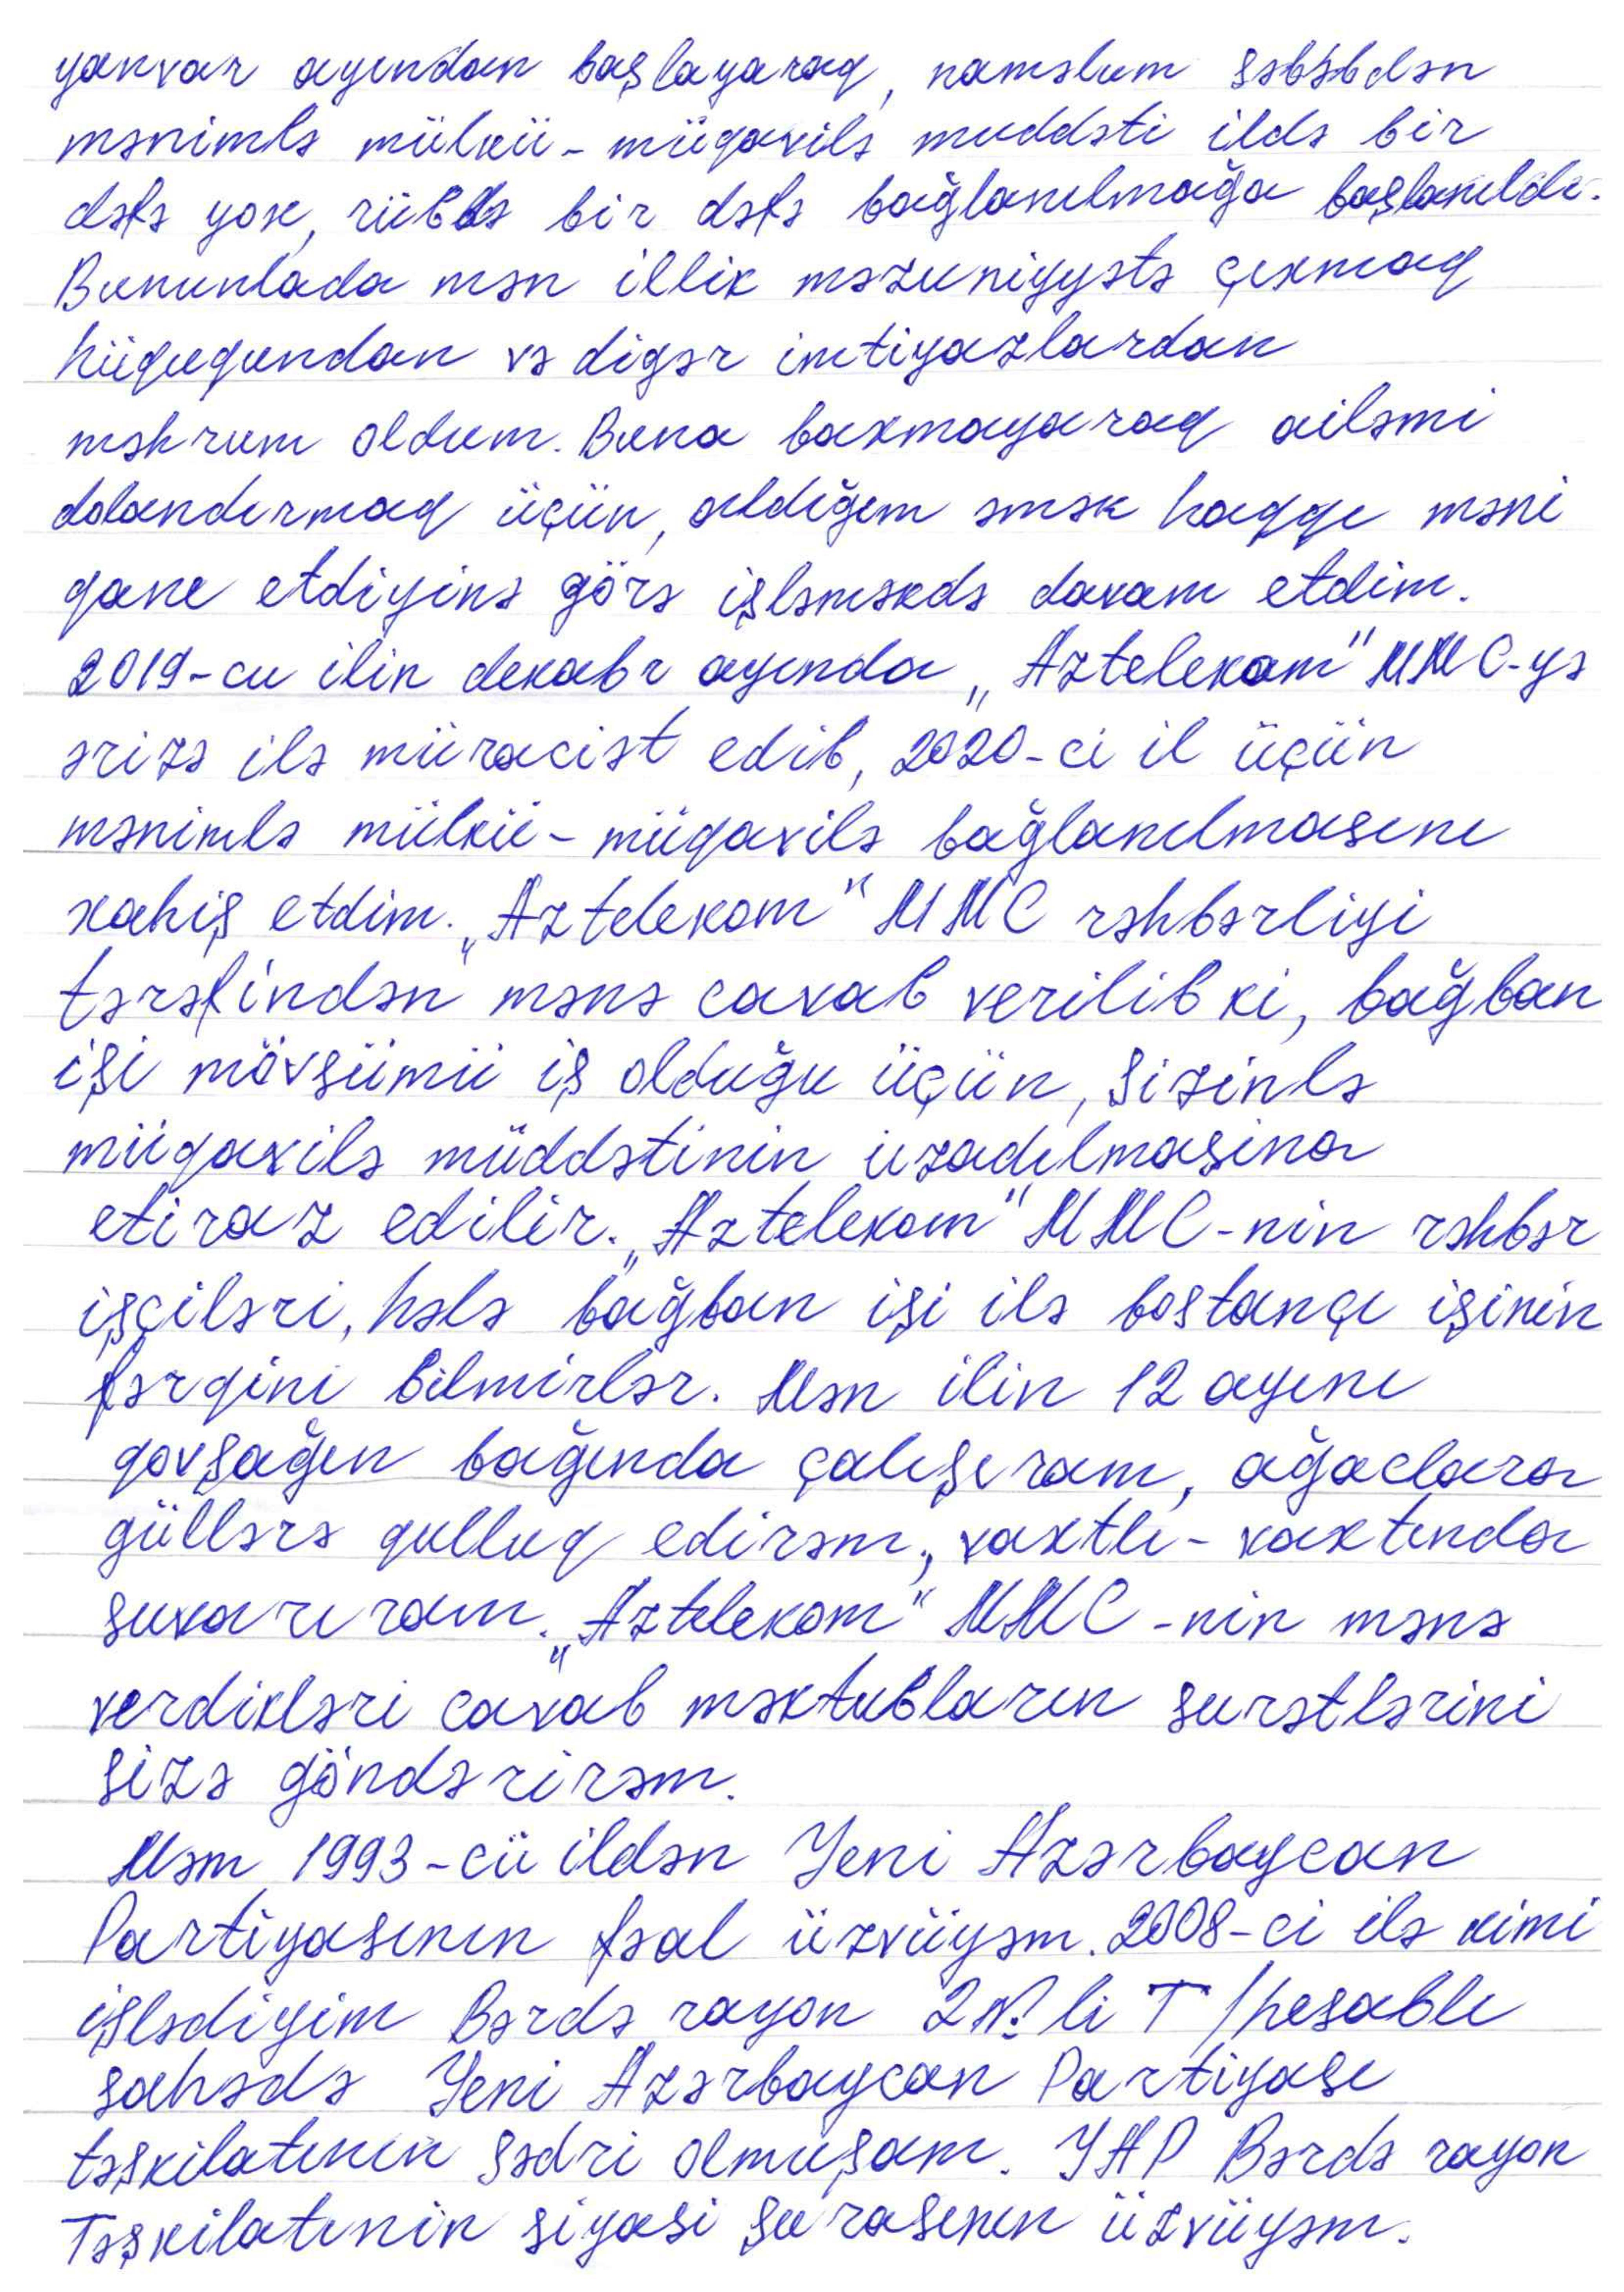 yanvar ayından başlayaraq, naməlum səbəbdən
mənimlə mülkü-müqavilə muddəti ildə bir
dəfə yox, rübdə bir dəfə bağlanılmağa başlanıldı.
Bununlada mən illik məzuniyyətə çıxmaq
hüququndan və digər imtiyazlardan
məhrum oldum. Buna baxmayaraq ailəmi
dolandırmaq üçün, aldığım əmək haqqı məni
qane etdiyinə görə işləməkdə davam etdim.
2019-cu ilin dekabr ayında „Aztelekom" MMC-yə
ərizə ilə müraciət edib, 2020-ci il üçün
mənimlə mülkü-müqavilə bağlanılmasını
xahiş etdim. „Aztelekom" MMC rəhbərliyi
tərəfindən mənə cavab verilib ki, bağban
işi mövsümü iş olduğu üçün, Sizinlə
müqavilə müddətinin uzadılmasına
etiraz edilir. „Aztelekom" MMC-nin rəhbər
işçiləri, hələ bağban işi ilə bostançı işinin
fərqini bilmirlər. Mən ilin 12 ayını
qovşağın bağında çalışıram, ağaclara
güllərə qulluq edirəm, vaxtlı-vaxtında
suvarıram. „Aztelekom" MMC-nin mənə
verdikləri cavab məktubların surətlərini
sizə göndərirəm.
Məm 1993-cü ildən Yeni Azərbaycan
Partiyasının fəal üzvüyəm. 2008-ci ilə kimi
işlədiyim Bərdə rayon 2№li T/hesablı
sahədə Yeni Azərbaycan Partiyası
təşkilatının sədri olmuşam. YAP Bərdə rayon
Təşkilatının siyasi şurasının üzvüyəm.